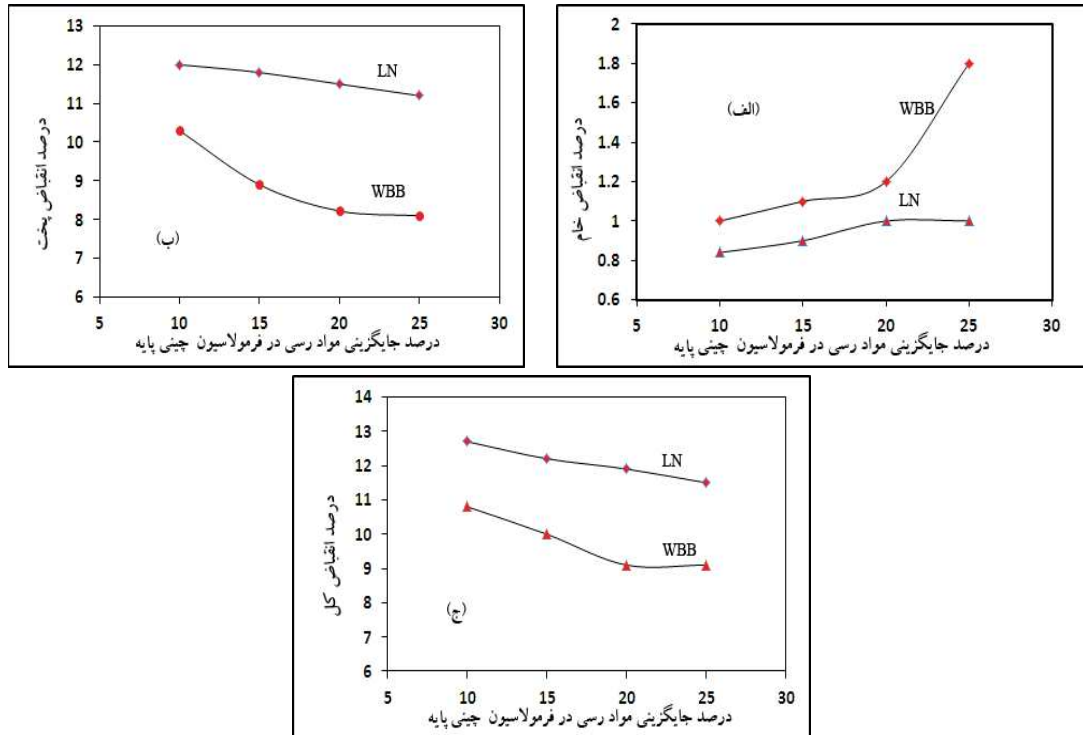 2
1.8
1.6
1.4
1.2
1
0.8
0.6
5 10 15 20 25 30
درصد انقباض خام
درصد جایگزینی مواد رسی در فرمولاسیون چینی پایه
(الف)
WBB
LN
13
12
11
10
9
8
7
6
5 10 15 20 25 30
درصد انقباض پخت
درصد جایگزینی مواد رسی در فرمولاسیون چینی پایه
(ب)
LN
WBB
14
13
12
11
10
9
8
7
6
5 10 15 20 25 30
درصد انقباض کل
درصد جایگزینی مواد رسی در فرمولاسیون چینی پایه
(ج)
LN
WBB